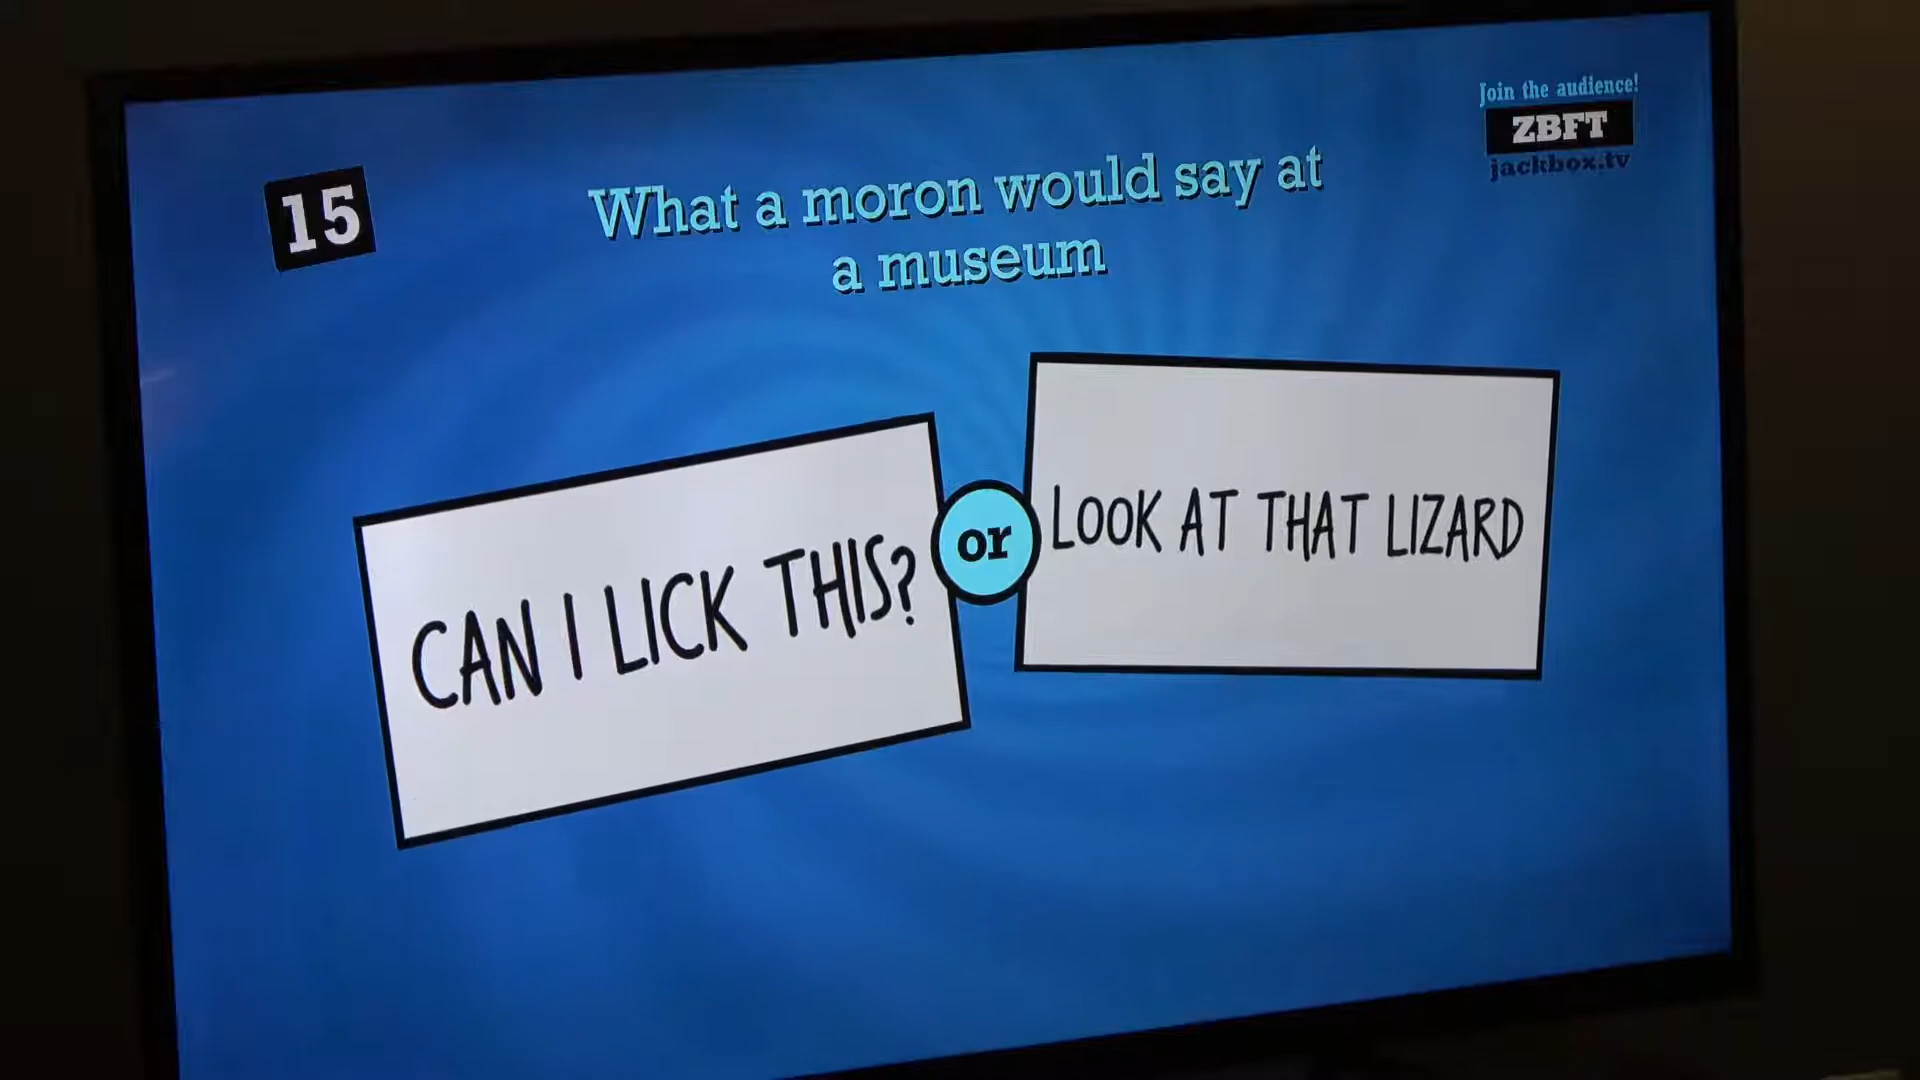 Join the audience!
ZBFT
jackbox.tv
15
What a moron would say at
a museum
CAN I LICK THIS?
or
LOOK AT THAT LIZARD